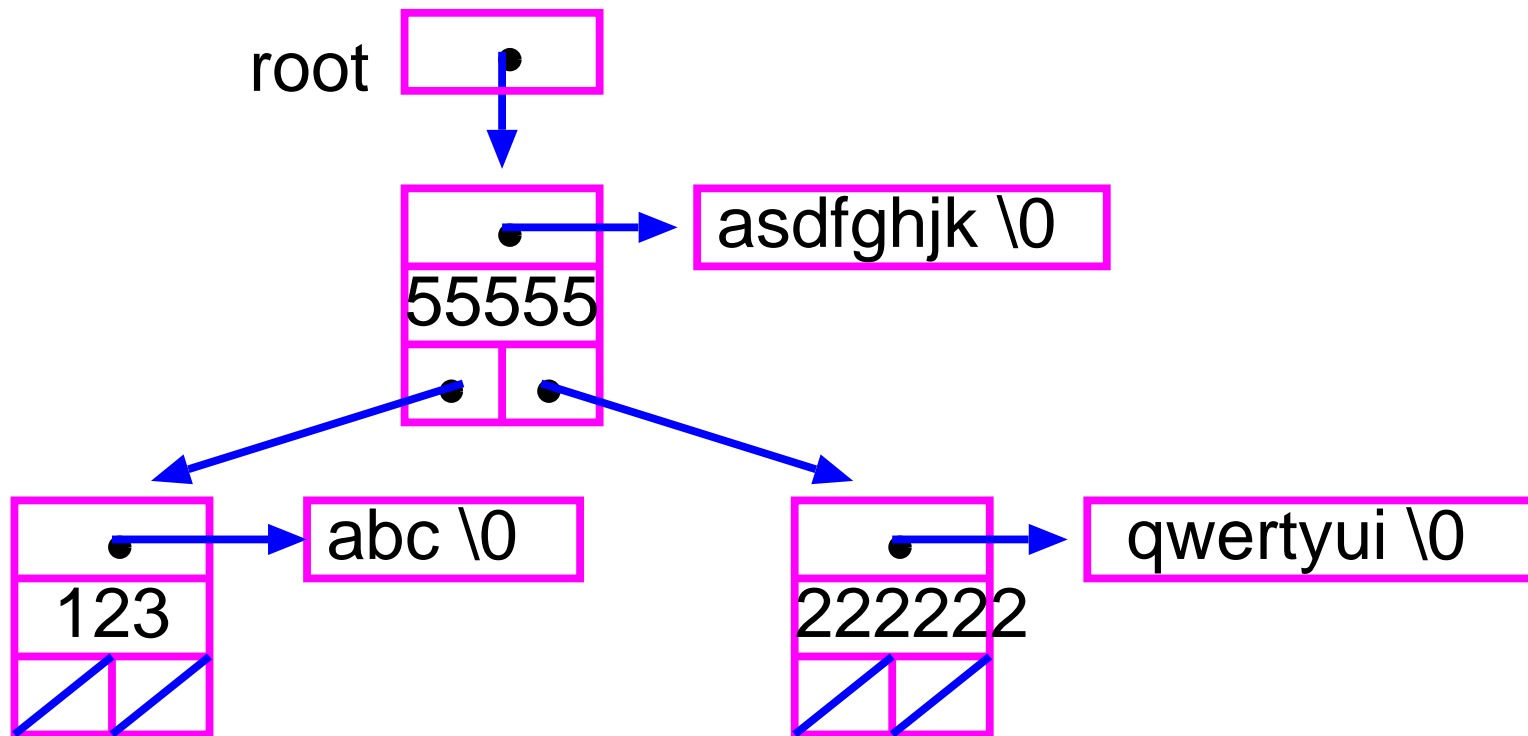 root
asdfghjk \0
55555
abc \0
qwertyui \0
123
222222